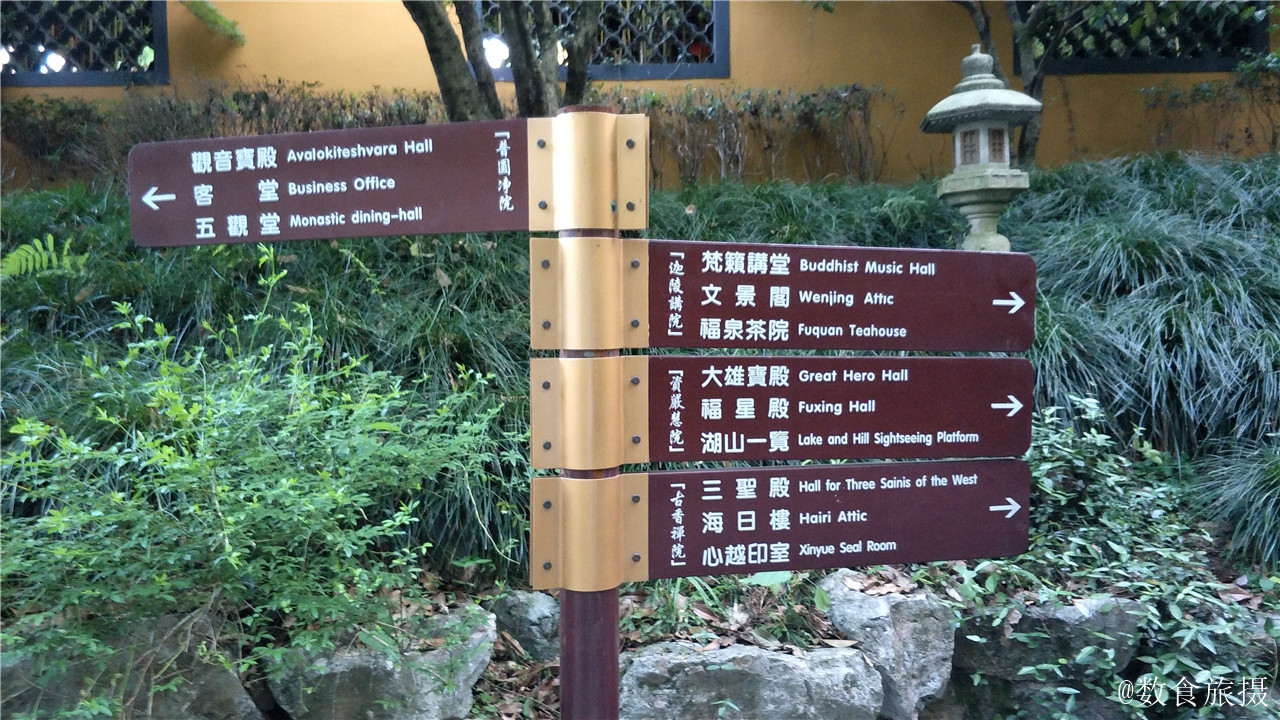 觀音寶殿 Avalokiteshvara Hall
客 堂 Business Office
五觀堂 Monastic dining-hall
「普圓净院」
「迦陵講院」
梵籟講堂 Buddhist Music Hall
文景閣 Wenjing Attic
福泉茶院 Fuquan Teahouse
「資嚴慧院」
大雄寶殿 Great Hero Hall
福星殿 Fuxing Hall
湖山一覽 Lake and Hill Sightseeing Platform
「古香禪院」
三聖殿 Hall for Three Sainis of the West
海日樓 Hairi Attic
心越印室 Xinyue Seal Room
@数食旅摄